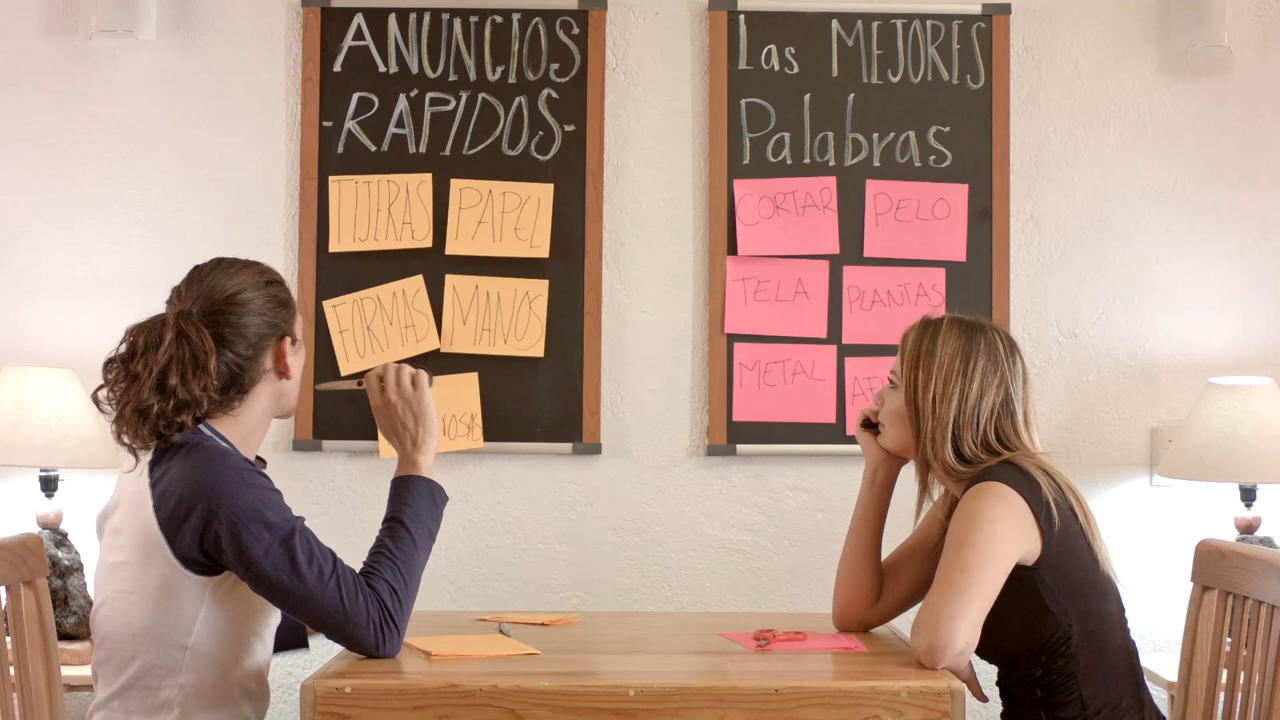 ANUNCIOS
-RÁPIDOS-
TIJERAS
PAPEL
FORMAS
MANOS
Las MEJORES
Palabras
CORTAR
PELO
TELA
PLANTAS
METAL